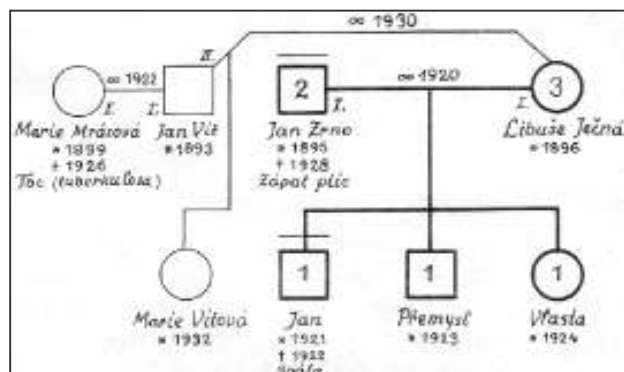 ∞ 1930
II.
∞ 1922
I. I.
2
I.
∞ 1920
I.
3
Marie Mrásová
* 1899
† 1926
Tbc (tuberkulosa)
Jan Vít
* 1893
Jan Zrno
* 1895
† 1928
Zápal plic
Libuše Ječná
* 1896
1
1
1
Marie Vítová
* 1932
Jan
* 1921
† 1922
Přemysl
* 1923
Vlasta
* 1924